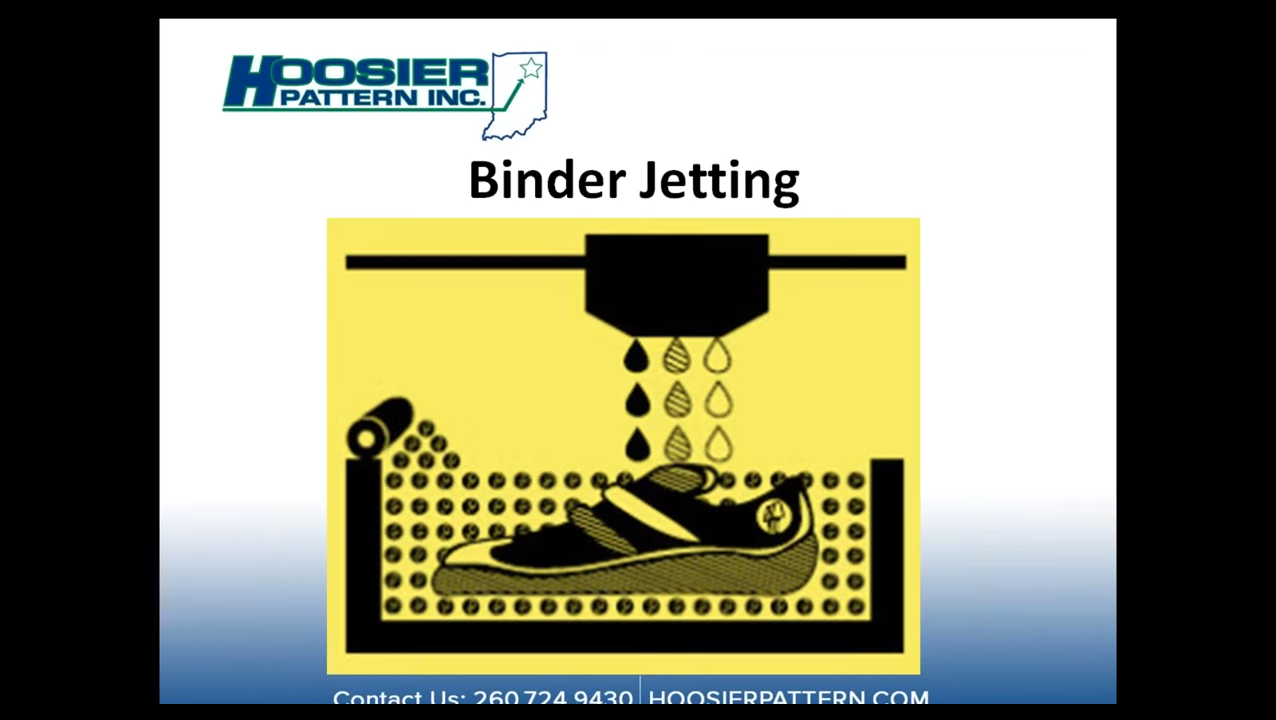 HOOSIER
PATTERN INC.
Binder Jetting
Contact Us: 260.724.9430 | HOOSIERPATTERN.COM